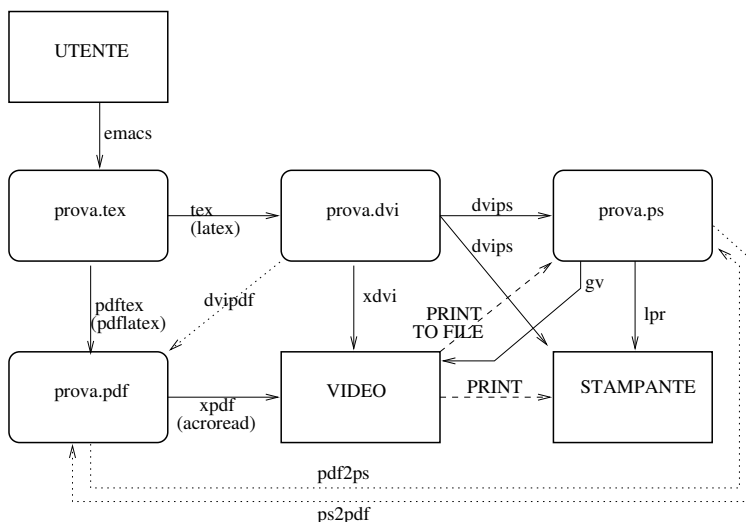 UTENTE
emacs
prova.tex
tex
(latex)
prova.dvi
dvips
prova.ps
dvips
pdftex
(pdflatex)
dvipdf
xdvi
PRINT
TO FILE
gv
lpr
prova.pdf
xpdf
(acroread)
VIDEO
PRINT
STAMPANTE
pdf2ps
ps2pdf